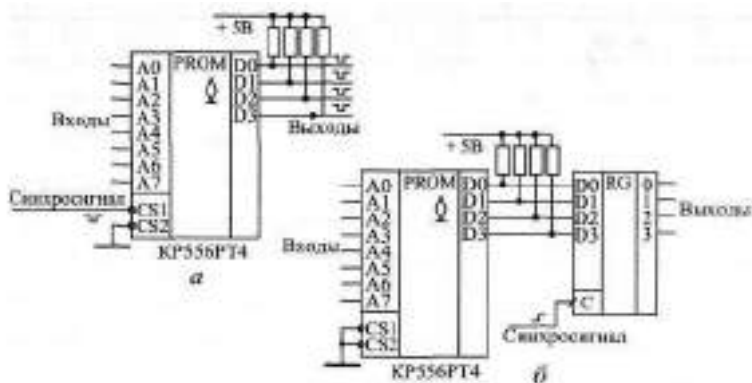 + 5В
A0 PROM D0
A1 D1
A2 D2
A3 D3
A4
A5
A6
A7
Входы
Выходы
Синхросигнал
CS1
CS2
КР556РТ4
а
+ 5В
A0 PROM D0
A1 D1
A2 D2
A3 D3
A4
A5
A6
A7
Входы
CS1
CS2
КР556РТ4
D0 RG 0
D1 1
D2 2
D3 3
C
Выходы
Синхросигнал
б